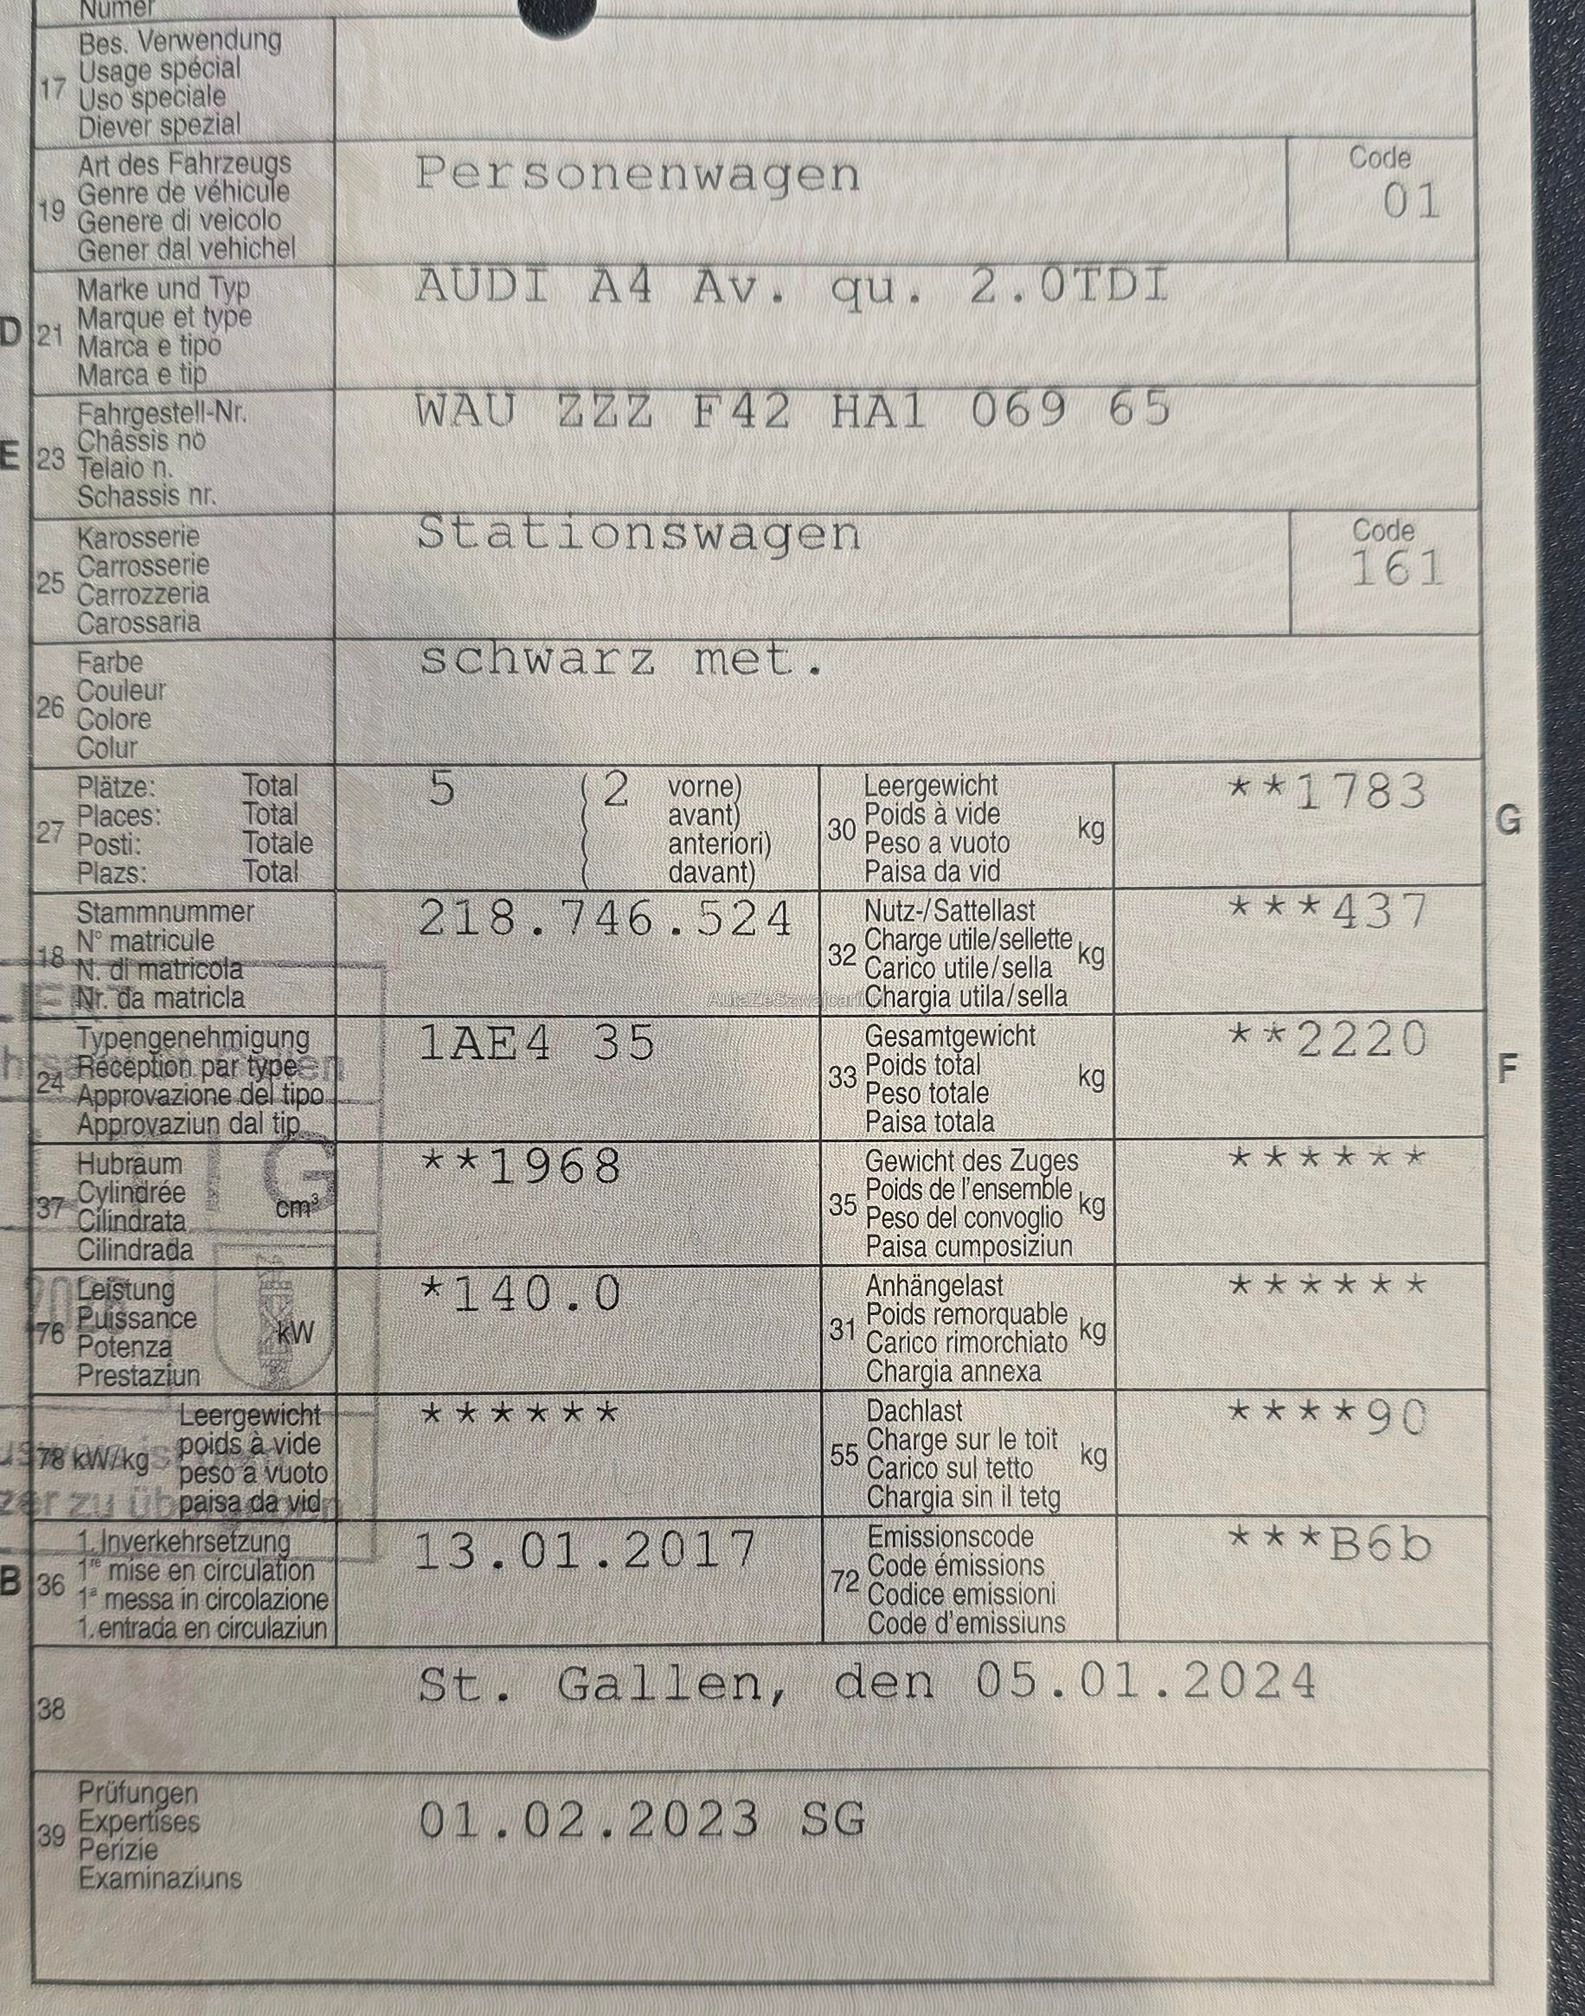 Numer
17 Bes. Verwendung
Usage spécial
Uso speciale
Diever spezial
19 Art des Fahrzeugs
Genre de véhicule
Genere di veicolo
Gener dal vehichel
Personenwagen
Code
01
D 21 Marke und Typ
Marque et type
Marca e tipo
Marca e tip
AUDI A4 Av. qu. 2.0TDI
E 23 Fahrgestell-Nr.
Châssis no
Telaio n.
Schassis nr.
WAU ZZZ F42 HA1 069 65
25 Karosserie
Carrosserie
Carrozzeria
Carossaria
Stationswagen
Code
161
26 Farbe
Couleur
Colore
Colur
schwarz met.
27 Plätze: Total
Places: Total
Posti: Totale
Plazs: Total
5 (2 vorne)
( avant)
( anteriori)
( davant)
30 Leergewicht
Poids à vide
Peso a vuoto
Paisa da vid
kg
**1783
G
18 Stammnummer
N° matricule
N. di matricola
Nr. da matricla
218.746.524
32 Nutz-/Sattellast
Charge utile/sellette
Carico utile/sella
Chargia utila/sella
kg
***437
24 Typengenehmigung
Réception par type
Approvazione del tipo
Approvaziun dal tip
1AE4 35
33 Gesamtgewicht
Poids total
Peso totale
Paisa totala
kg
**2220
F
37 Hubraum
Cylindrée
Cilindrata
Cilindrada
cm³
**1968
35 Gewicht des Zuges
Poids de l'ensemble
Peso del convoglio
Paisa cumposiziun
kg
******
76 Leistung
Puissance
Potenza
Prestaziun
kW
*140.0
31 Anhängelast
Poids remorquable
Carico rimorchiato
Chargia annexa
kg
******
78 kW/kg Leergewicht
poids à vide
peso a vuoto
paisa da vid
******
55 Dachlast
Charge sur le toit
Carico sul tetto
Chargia sin il tetg
kg
****90
B 36 1. Inverkehrsetzung
1re mise en circulation
1a messa in circolazione
1. entrada en circulaziun
13.01.2017
72 Emissionscode
Code émissions
Codice emissioni
Code d'emissiuns
***B6b
38 St. Gallen, den 05.01.2024
39 Prüfungen
Expertises
Perizie
Examinaziuns
01.02.2023 SG